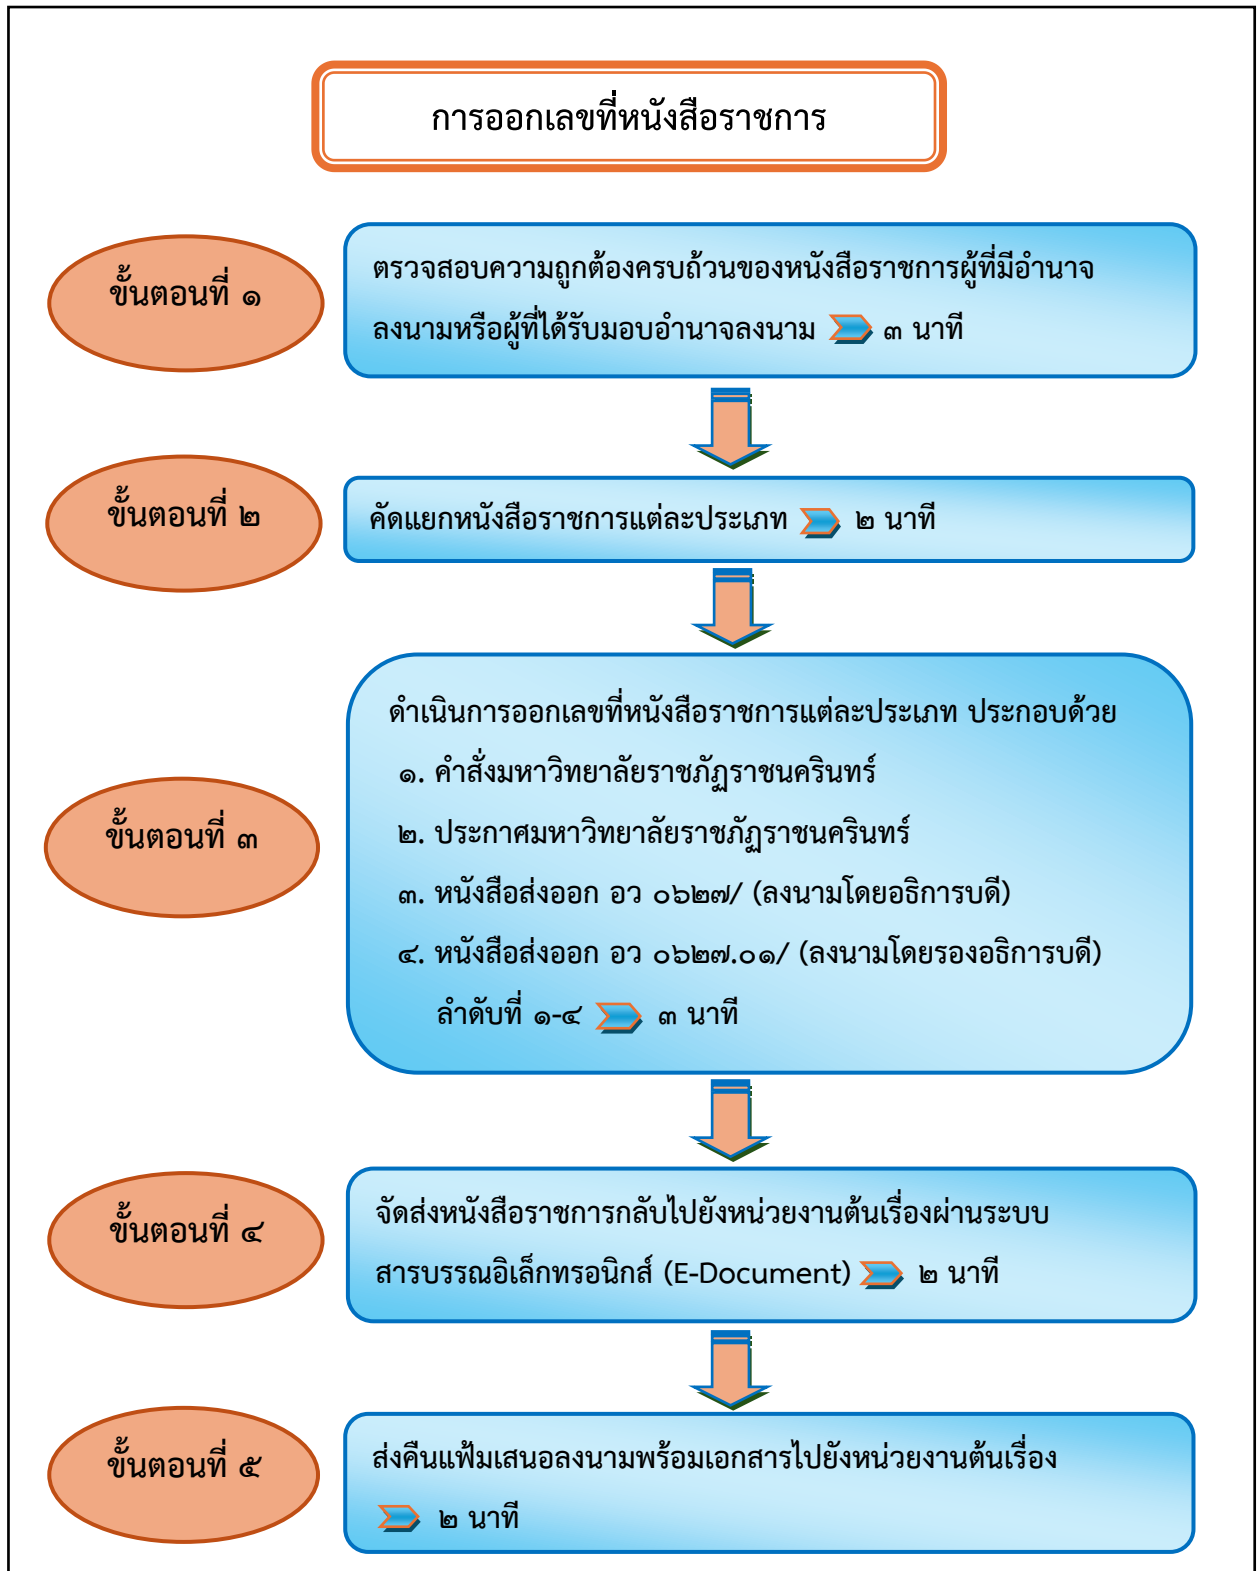 การออกเลขที่หนังสือราชการ
ขั้นตอนที่ ๑
ตรวจสอบความถูกต้องครบถ้วนของหนังสือราชการผู้ที่มีอำนาจ
ลงนามหรือผู้ที่ได้รับมอบอำนาจลงนาม ๓ นาที
ขั้นตอนที่ ๒
คัดแยกหนังสือราชการแต่ละประเภท ๒ นาที
ขั้นตอนที่ ๓
ดำเนินการออกเลขที่หนังสือราชการแต่ละประเภท ประกอบด้วย
๑. คำสั่งมหาวิทยาลัยราชภัฏราชนครินทร์
๒. ประกาศมหาวิทยาลัยราชภัฏราชนครินทร์
๓. หนังสือส่งออก อว ๐๖๒๗/ (ลงนามโดยอธิการบดี)
๔. หนังสือส่งออก อว ๐๖๒๗.๐๑/ (ลงนามโดยรองอธิการบดี)
ลำดับที่ ๑-๔ ๓ นาที
ขั้นตอนที่ ๔
จัดส่งหนังสือราชการกลับไปยังหน่วยงานต้นเรื่องผ่านระบบ
สารบรรณอิเล็กทรอนิกส์ (E-Document) ๒ นาที
ขั้นตอนที่ ๕
ส่งคืนแฟ้มเสนอลงนามพร้อมเอกสารไปยังหน่วยงานต้นเรื่อง
๒ นาที